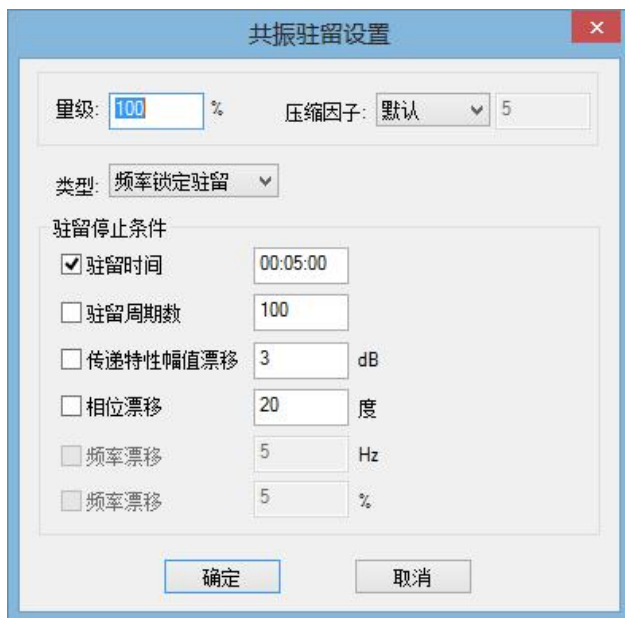 共振驻留设置
量级: 100 % 压缩因子: 默认 5
类型: 频率锁定驻留
驻留停止条件
驻留时间 00:05:00
驻留周期数 100
传递特性幅值漂移 3 dB
相位漂移 20 度
频率漂移 5 Hz
频率漂移 5 %
确定 取消